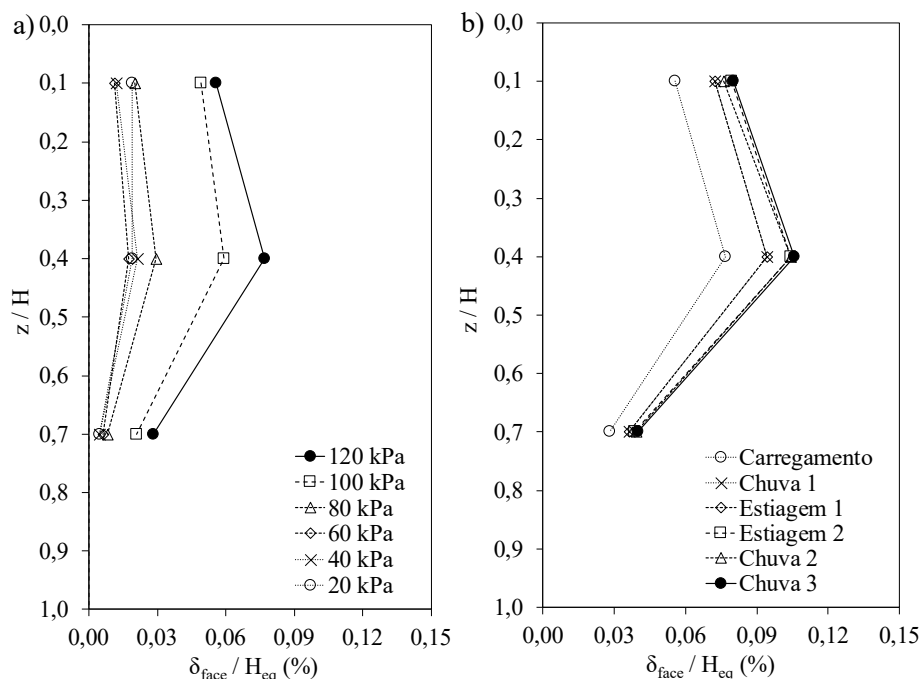 a)
0,0
0,1
0,2
0,3
0,4
0,5
0,6
0,7
0,8
0,9
1,0
z / H
120 kPa
100 kPa
80 kPa
60 kPa
40 kPa
20 kPa
0,00 0,03 0,06 0,09 0,12 0,15
δface / Heq (%)
b)
0,0
0,1
0,2
0,3
0,4
0,5
0,6
0,7
0,8
0,9
1,0
z / H
Carregamento
Chuva 1
Estiagem 1
Estiagem 2
Chuva 2
Chuva 3
0,00 0,03 0,06 0,09 0,12 0,15
δface / Heq (%)